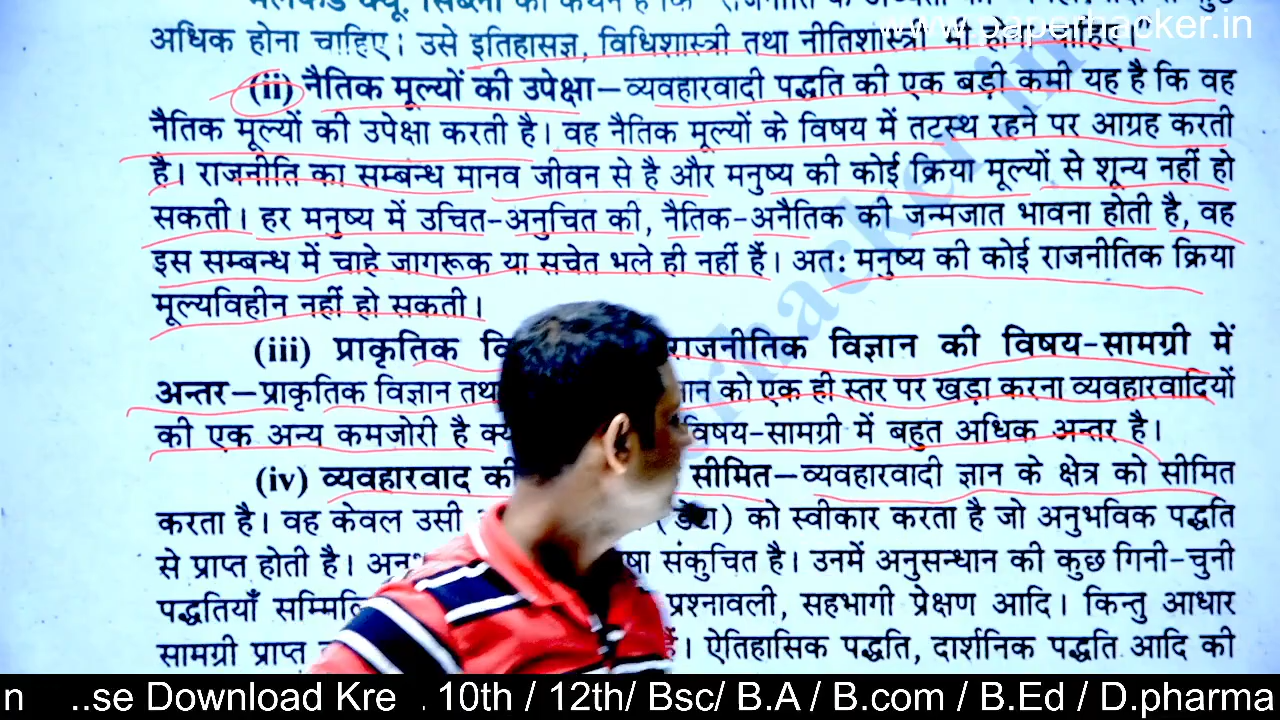 अधिक होना चाहिए। उसे इतिहासज्ञ, विधिशास्त्री तथा नीतिशास्त्री भी होना चाहिए।
www.paperhacker.in
(ii) नैतिक मूल्यों की उपेक्षा—व्यवहारवादी पद्धति की एक बड़ी कमी यह है कि वह
नैतिक मूल्यों की उपेक्षा करती है। वह नैतिक मूल्यों के विषय में तटस्थ रहने पर आग्रह करती
है। राजनीति का सम्बन्ध मानव जीवन से है और मनुष्य की कोई क्रिया मूल्यों से शून्य नहीं हो
सकती। हर मनुष्य में उचित-अनुचित की, नैतिक-अनैतिक की जन्मजात भावना होती है, वह
इस सम्बन्ध में चाहे जागरूक या सचेत भले ही नहीं हैं। अतः मनुष्य की कोई राजनीतिक क्रिया
मूल्यविहीन नहीं हो सकती।
(iii) प्राकृतिक राजनीतिक विज्ञान की विषय-सामग्री में
अन्तर—प्राकृतिक विज्ञान तथा को एक ही स्तर पर खड़ा करना व्यवहारवादियों
की एक अन्य कमजोरी है विषय-सामग्री में बहुत अधिक अन्तर है।
(iv) व्यवहारवाद सीमित—व्यवहारवादी ज्ञान के क्षेत्र को सीमित
करता है। वह केवल उसी को स्वीकार करता है जो अनुभविक पद्धति
से प्राप्त होती है। संकुचित है। उनमें अनुसन्धान की कुछ गिनी-चुनी
पद्धतियाँ प्रश्नावली, सहभागी प्रेक्षण आदि। किन्तु आधार
सामग्री प्राप्त ऐतिहासिक पद्धति, दार्शनिक पद्धति आदि की
n ..se Download Kre . 10th / 12th/ Bsc/ B.A / B.com / B.Ed / D.pharma